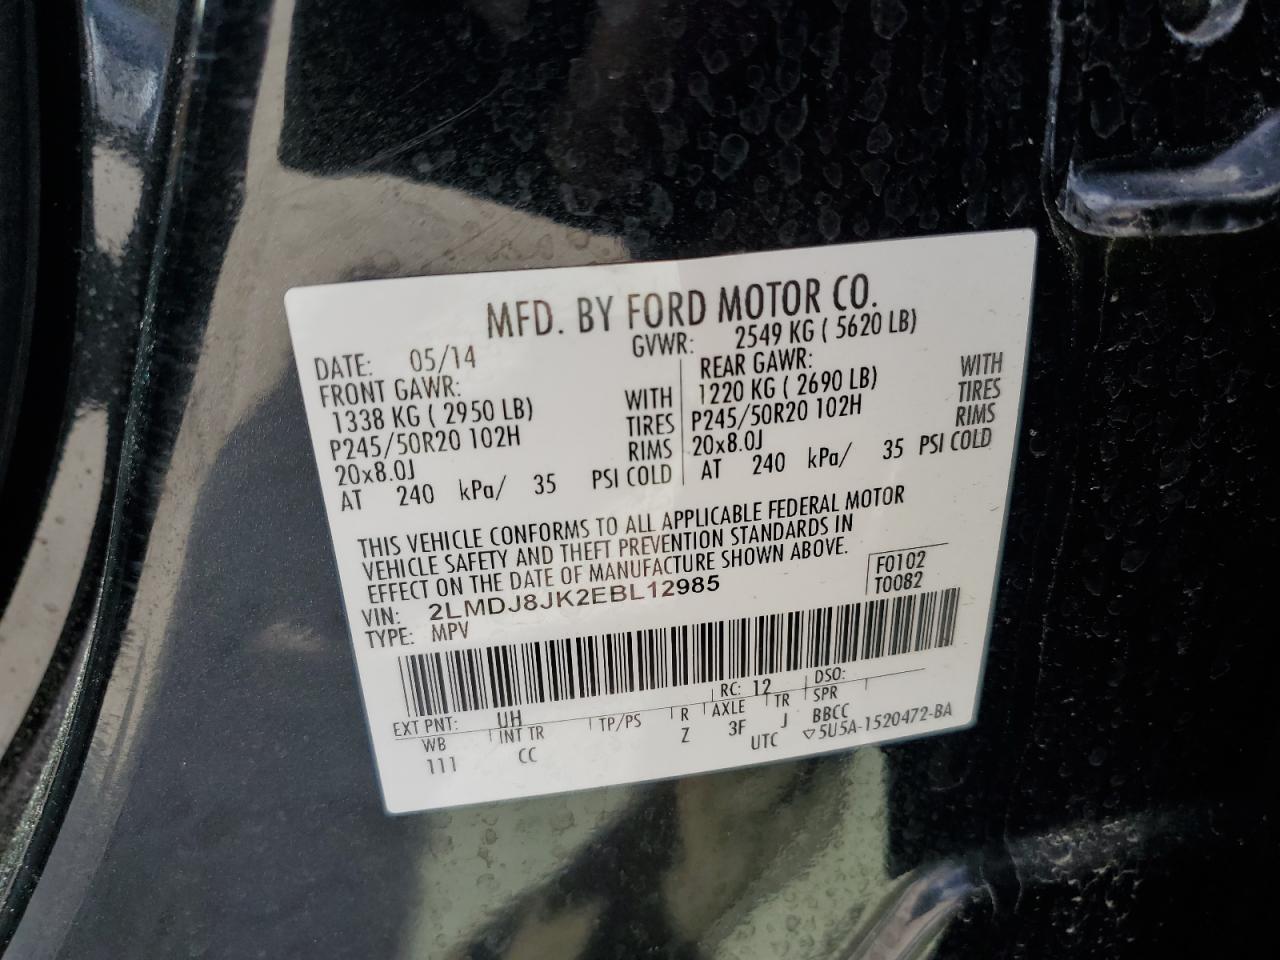 MFD. BY FORD MOTOR CO.
DATE: 05/14 GVWR: 2549 KG ( 5620 LB)
FRONT GAWR: REAR GAWR:
1338 KG ( 2950 LB) WITH 1220 KG ( 2690 LB) WITH
P245/50R20 102H TIRES P245/50R20 102H TIRES
20x8.0J RIMS 20x8.0J RIMS
AT 240 kPa/ 35 PSI COLD AT 240 kPa/ 35 PSI COLD
THIS VEHICLE CONFORMS TO ALL APPLICABLE FEDERAL MOTOR
VEHICLE SAFETY AND THEFT PREVENTION STANDARDS IN
EFFECT ON THE DATE OF MANUFACTURE SHOWN ABOVE.
VIN: 2LMDJ8JK2EBL12985 F0102
TYPE: MPV T0082
EXT PNT: UH RC: 12 DSO:
WB INT TR TP/PS R AXLE TR SPR
111 CC Z 3F J BBCC
UTC ▽5U5A-1520472-BA